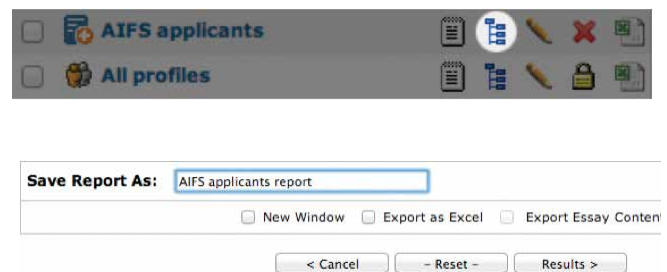 AIFS applicants
All profiles
Save Report As: AIFS applicants report
New Window Export as Excel Export Essay Conten
< Cancel - Reset - Results >